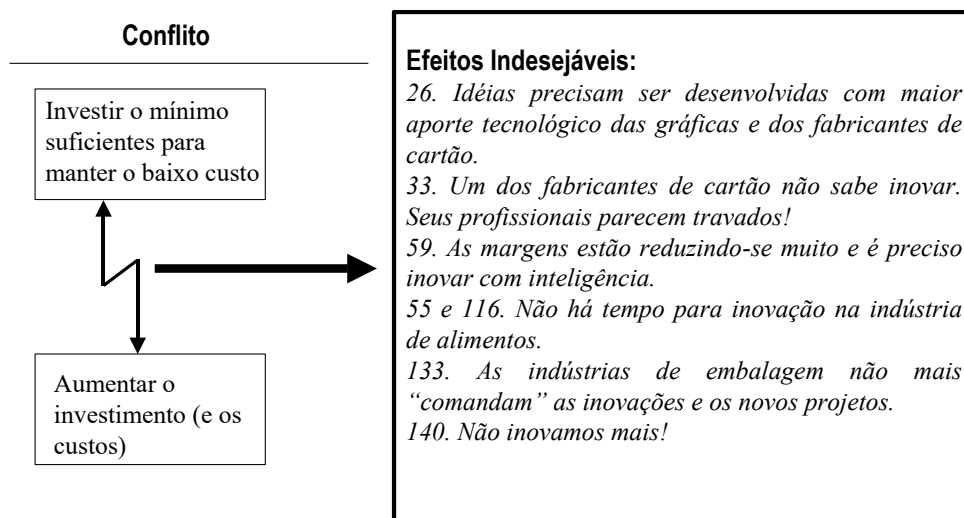 Conflito
Investir o mínimo
suficientes para
manter o baixo custo
Aumentar o
investimento (e os
custos)
Efeitos Indesejáveis:
26. Idéias precisam ser desenvolvidas com maior
aporte tecnológico das gráficas e dos fabricantes de
cartão.
33. Um dos fabricantes de cartão não sabe inovar.
Seus profissionais parecem travados!
59. As margens estão reduzindo-se muito e é preciso
inovar com inteligência.
55 e 116. Não há tempo para inovação na indústria
de alimentos.
133. As indústrias de embalagem não mais
“comandam” as inovações e os novos projetos.
140. Não inovamos mais!